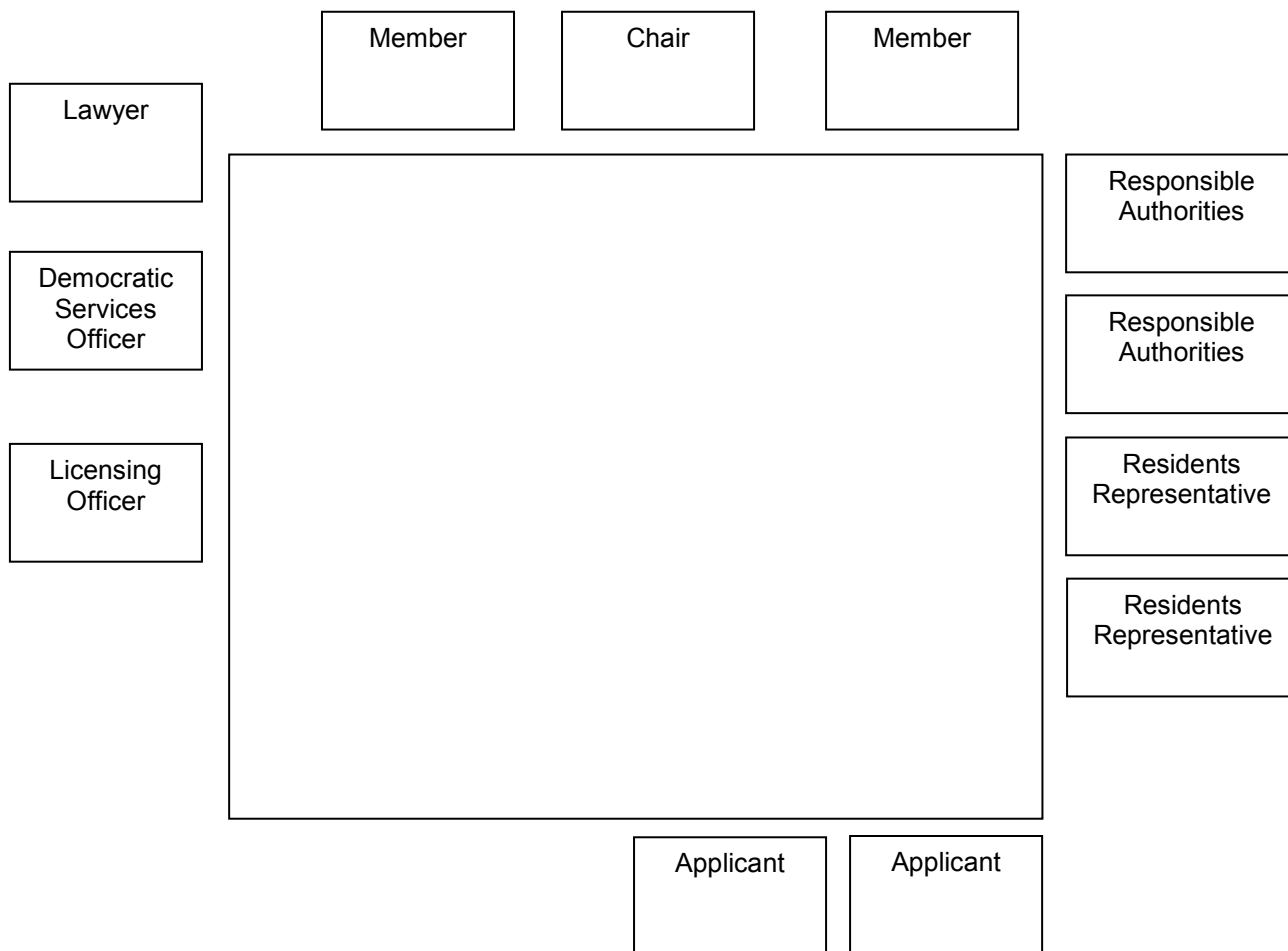 Member
Chair
Member
Lawyer
Responsible
Authorities
Democratic
Services
Officer
Responsible
Authorities
Licensing
Officer
Residents
Representative
Residents
Representative
Applicant
Applicant